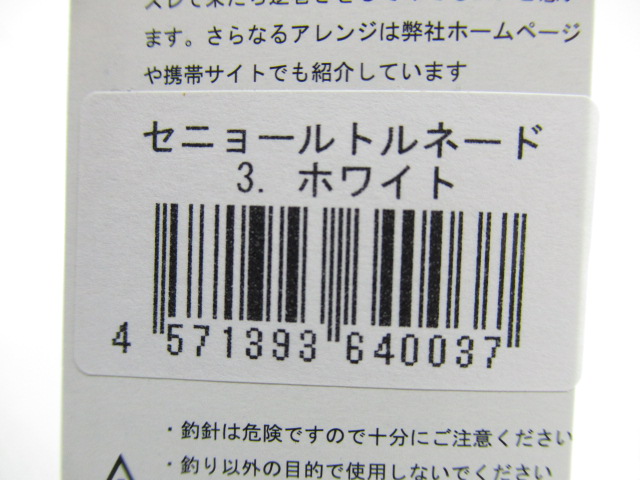 ます。さらなるアレンジは弊社ホームページ
や携帯サイトでも紹介しています
セニョールトルネード
3. ホワイト
4 571393 640037
・釣針は危険ですので十分にご注意ください
・釣り以外の目的で使用しないでください